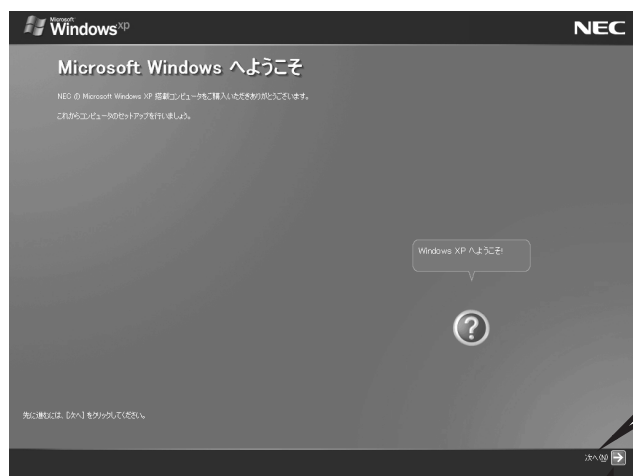 Microsoft
Windows xp
NEC
Microsoft Windows へようこそ
NEC の Microsoft Windows XP 搭載コンピュータをご購入いただきありがとうございます。
これからコンピュータのセットアップを行いましょう。
Windows XP へようこそ!
先に進むには、[次へ] をクリックしてください。
次へ(N)